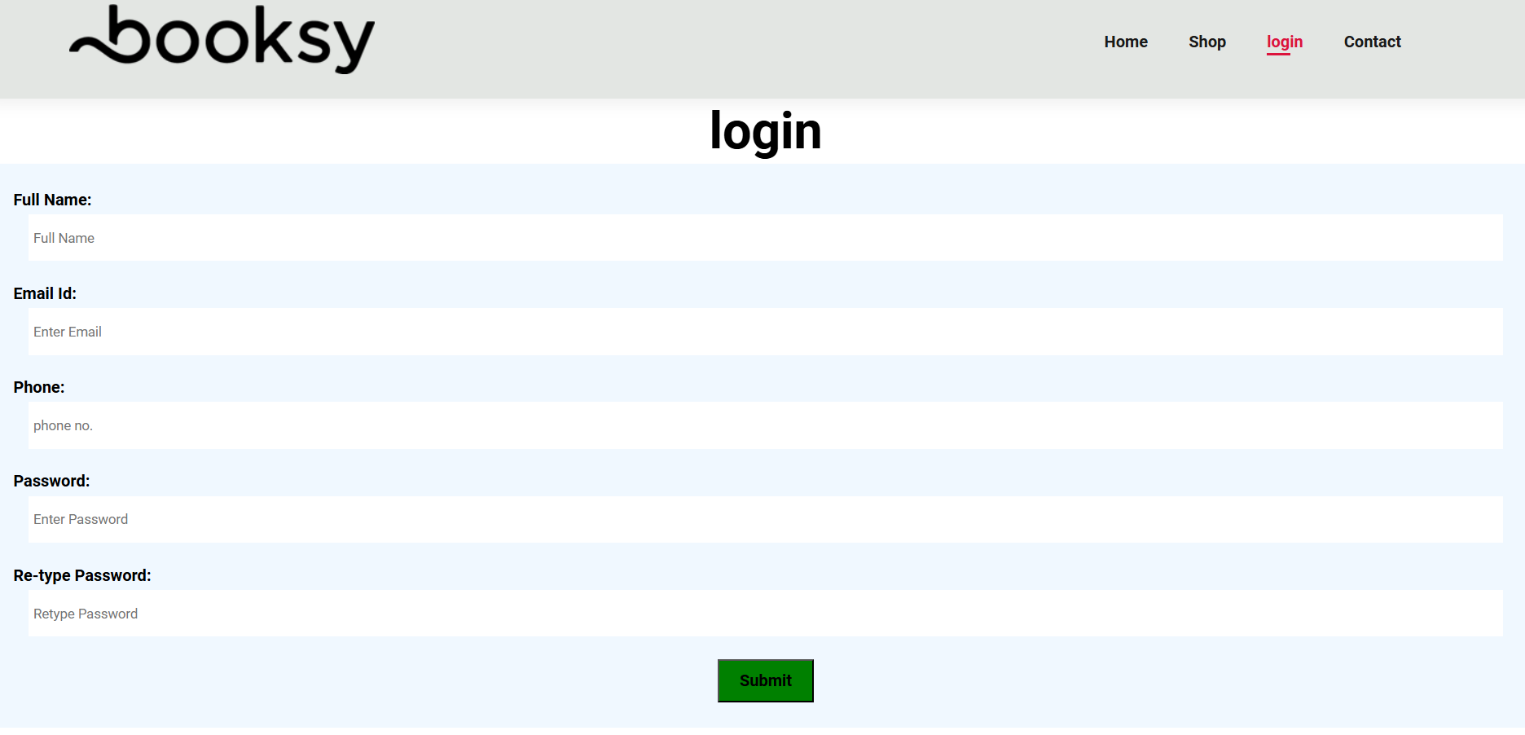 booksy
Home Shop login Contact
login
Full Name:
Full Name
Email Id:
Enter Email
Phone:
phone no.
Password:
Enter Password
Re-type Password:
Retype Password
Submit